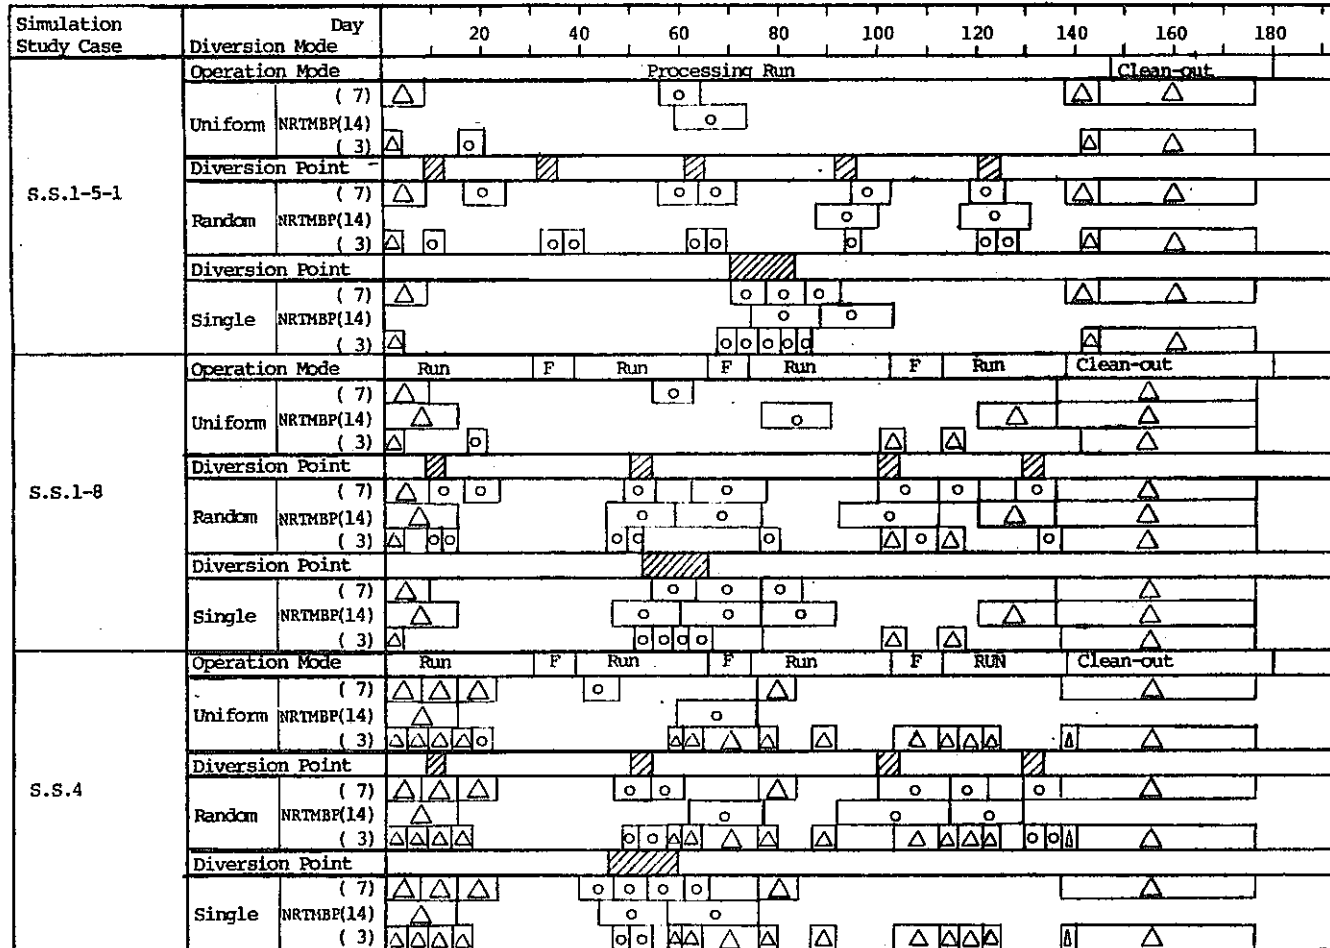 Simulation Day 20 40 60 80 100 120 140 160 180
Study Case Diversion Mode
Operation Mode Processing Run Clean-out
( 7)
Uniform NRTMBP(14)
( 3)
Diversion Point
S.S.1-5-1 ( 7)
Random NRTMBP(14)
( 3)
Diversion Point
( 7)
Single NRTMBP(14)
( 3)
Operation Mode Run F Run F Run F Run Clean-out
( 7)
Uniform NRTMBP(14)
( 3)
Diversion Point
S.S.1-8 ( 7)
Random NRTMBP(14)
( 3)
Diversion Point
( 7)
Single NRTMBP(14)
( 3)
Operation Mode Run F Run F Run F RUN Clean-out
( 7)
Uniform NRTMBP(14)
( 3)
Diversion Point
S.S.4 ( 7)
Random NRTMBP(14)
( 3)
Diversion Point
( 7)
Single NRTMBP(14)
( 3)